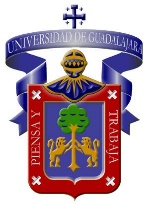 UNIVERSIDAD DE GUADALAJARA
PIENSA Y
TRABAJA